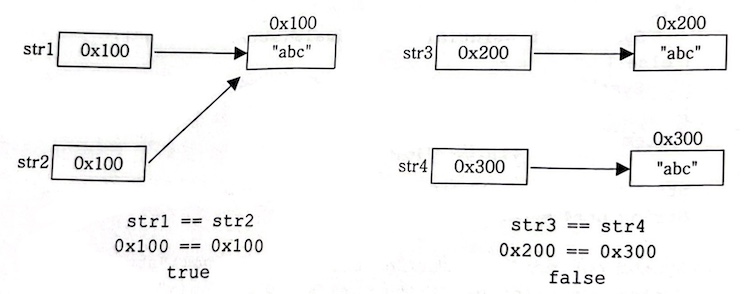 0x100
str1 0x100 "abc"
str2 0x100
str1 == str2
0x100 == 0x100
true
0x200
str3 0x200 "abc"
0x300
str4 0x300 "abc"
str3 == str4
0x200 == 0x300
false